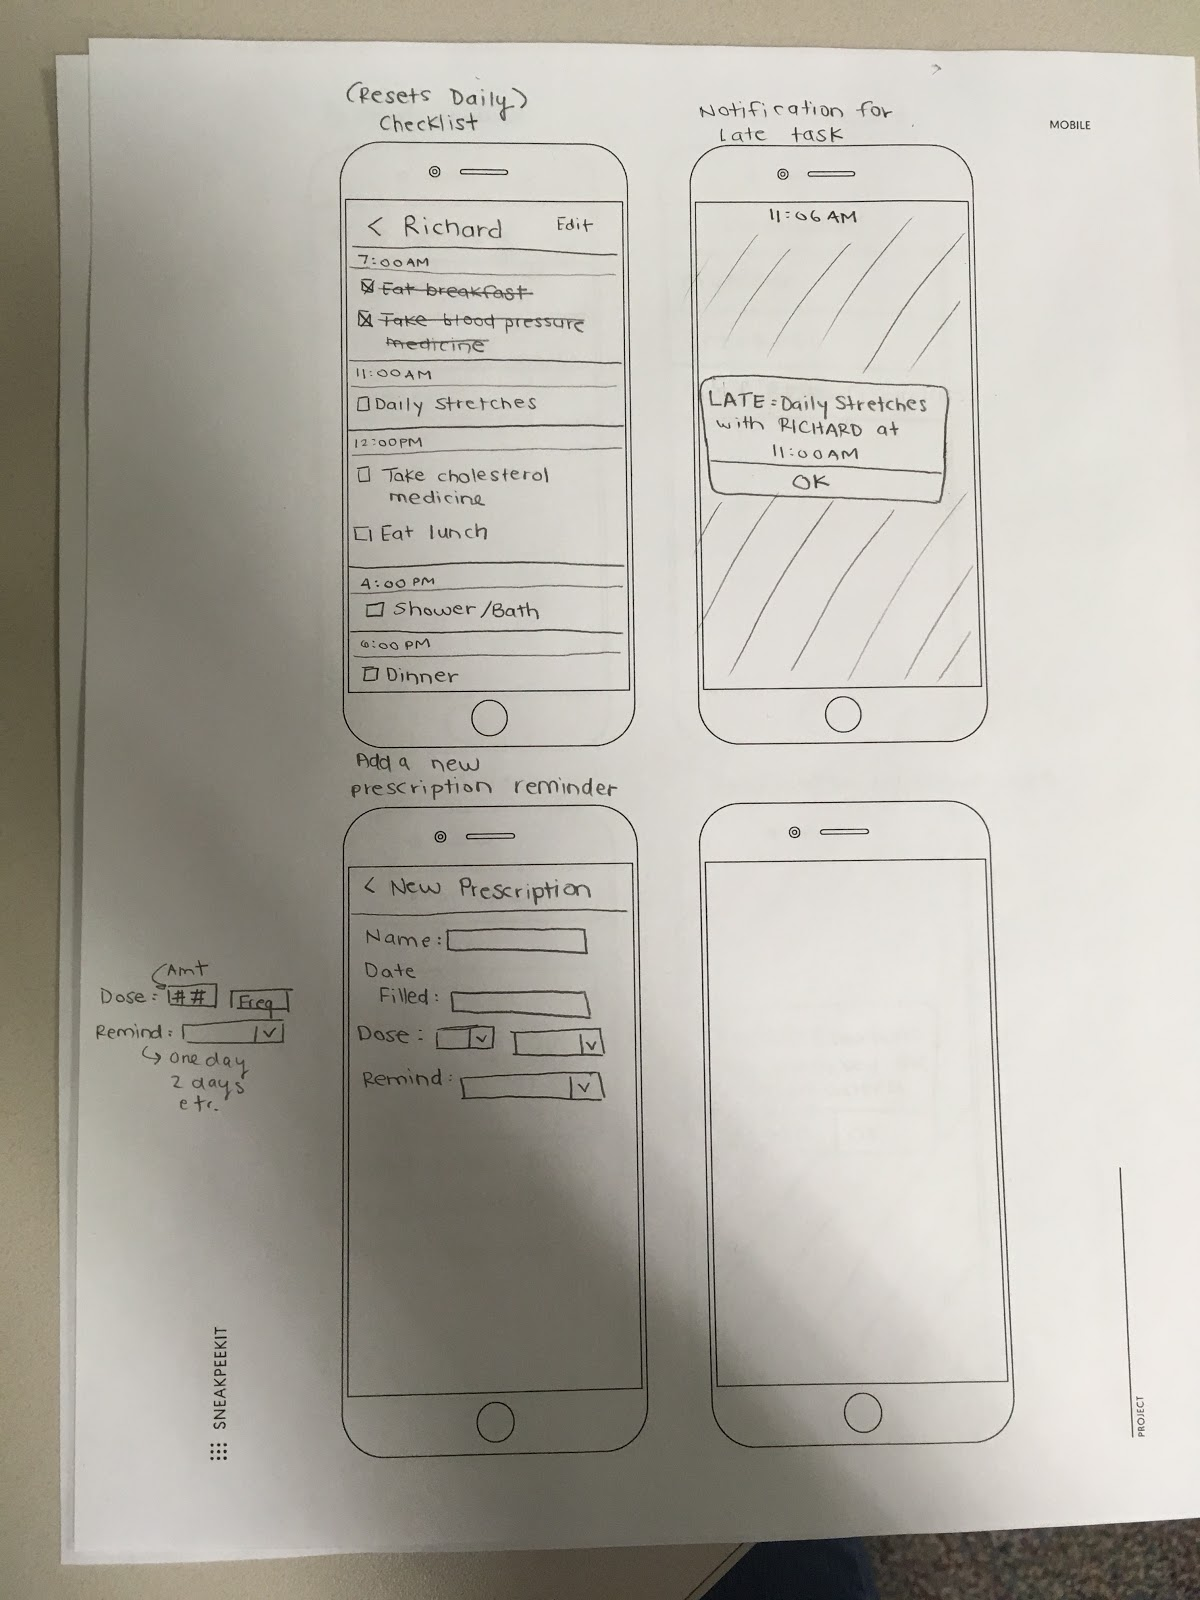 (Resets Daily)
Checklist
< Richard Edit
7:00AM
Eat breakfast
Take blood pressure
medicine
11:00AM
Daily stretches
12:00PM
Take cholesterol
medicine
Eat lunch
4:00 PM
Shower/Bath
6:00 PM
Dinner
Notification for
Late task
11:06AM
LATE: Daily Stretches
with RICHARD at
11:00AM
OK
MOBILE
Add a new
prescription reminder
< New Prescription
Name:
Date
Filled:
Dose:
Remind:
Amt
Dose: ## Freq
Remind:
one day
2 days
etc.
SNEAKPEEKIT
PROJECT